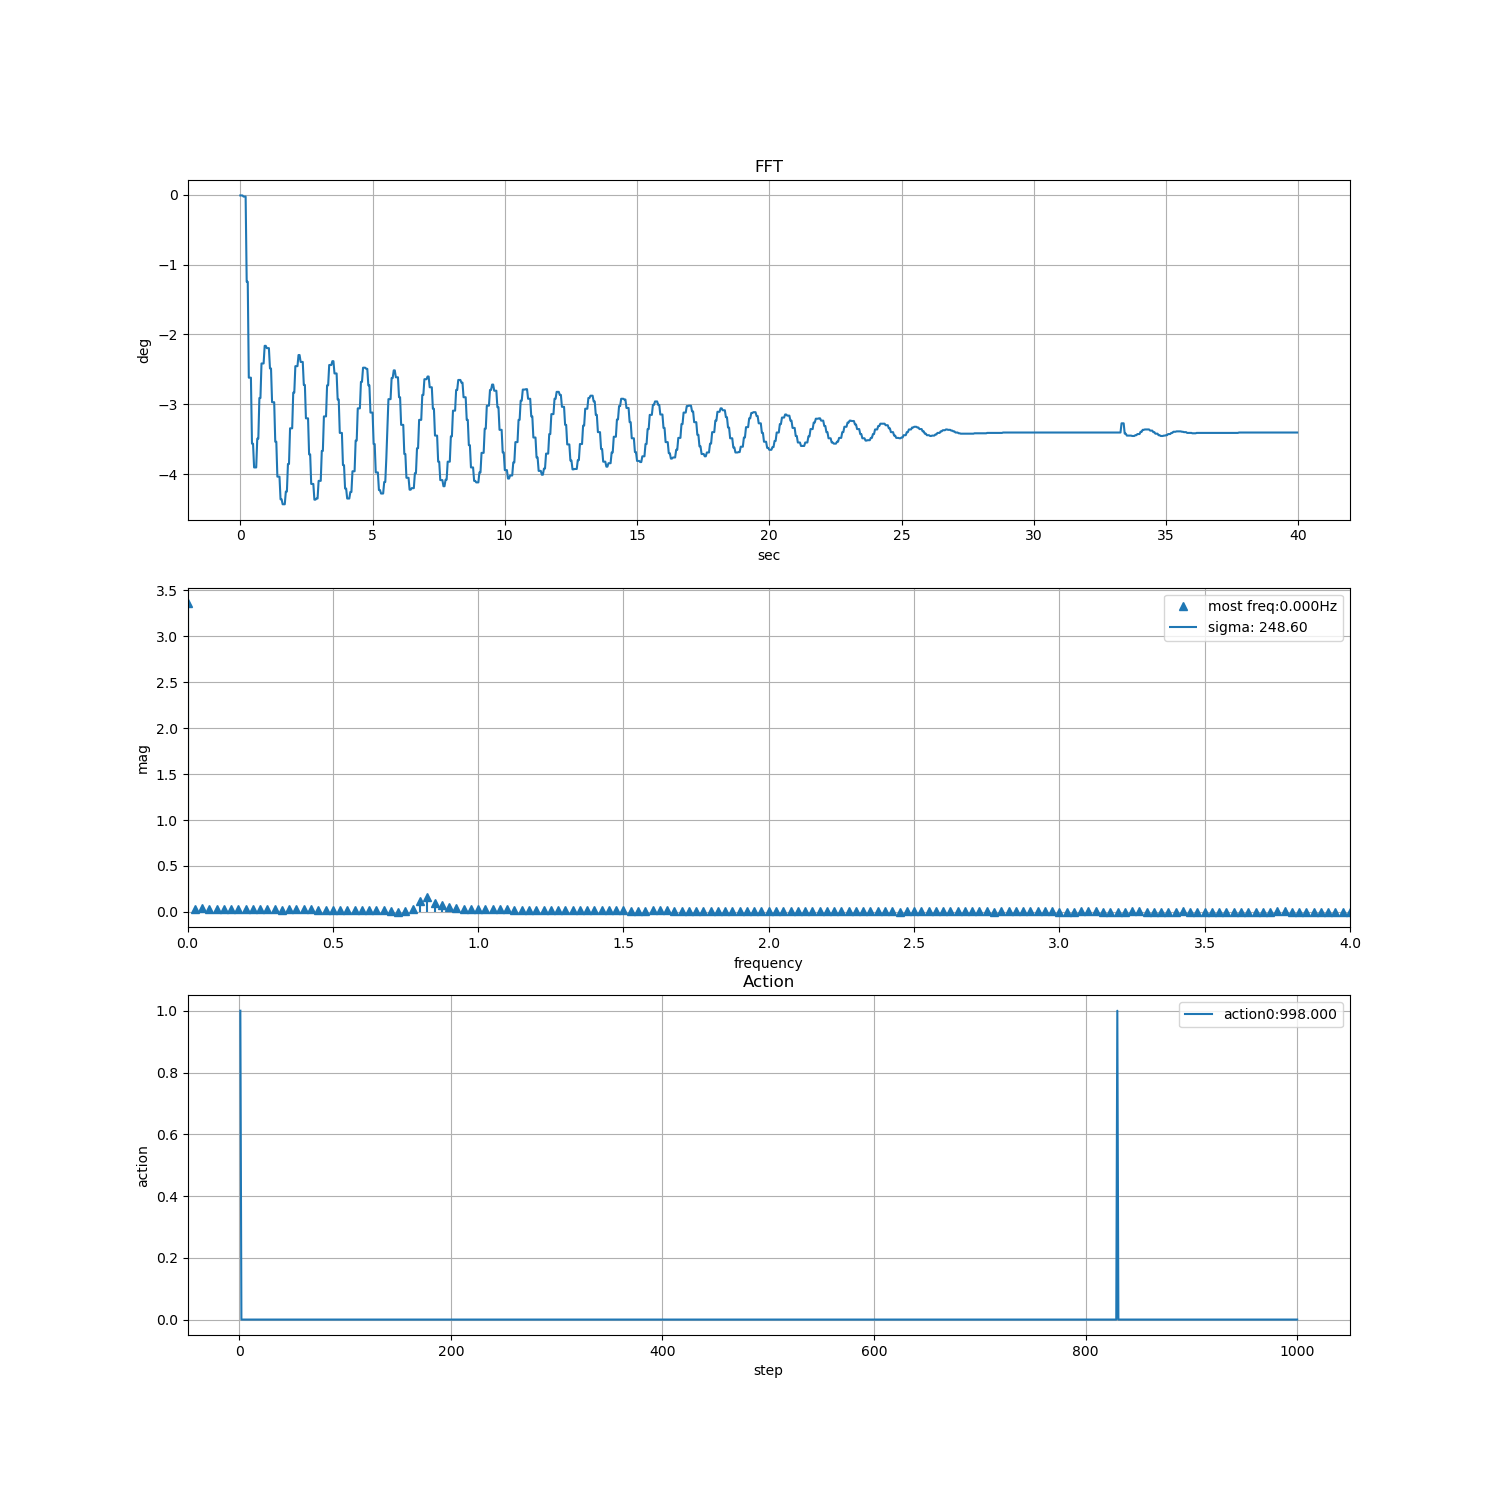 FFT
0
−1
−2
−3
−4
deg
0 5 10 15 20 25 30 35 40
sec
3.5
3.0
2.5
2.0
1.5
1.0
0.5
0.0
mag
most freq:0.000Hz
sigma: 248.60
0.0 0.5 1.0 1.5 2.0 2.5 3.0 3.5 4.0
frequency
Action
1.0
0.8
0.6
0.4
0.2
0.0
action
action0:998.000
0 200 400 600 800 1000
step